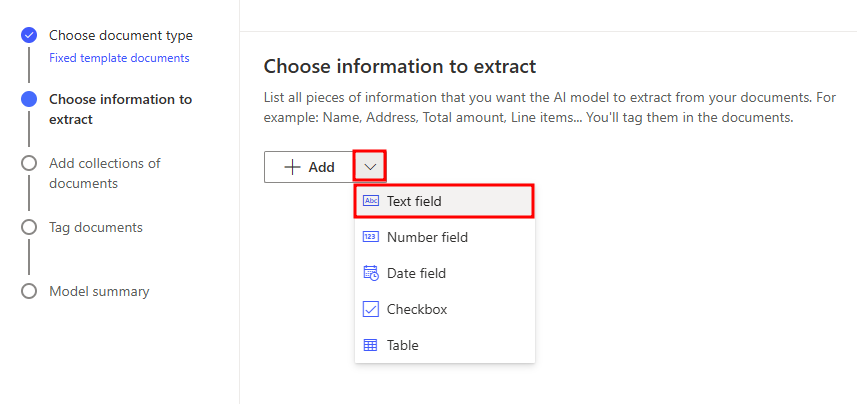 Choose document type
Fixed template documents
Choose information to
extract
Add collections of
documents
Tag documents
Model summary
Choose information to extract
List all pieces of information that you want the AI model to extract from your documents. For
example: Name, Address, Total amount, Line items... You'll tag them in the documents.
Add
Abc Text field
123 Number field
Date field
Checkbox
Table